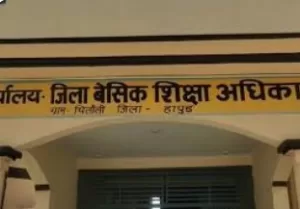 र्यालय- जिला बेसिक शिक्षा अधिका
ग्राम- चितौली जिला - हापुड़